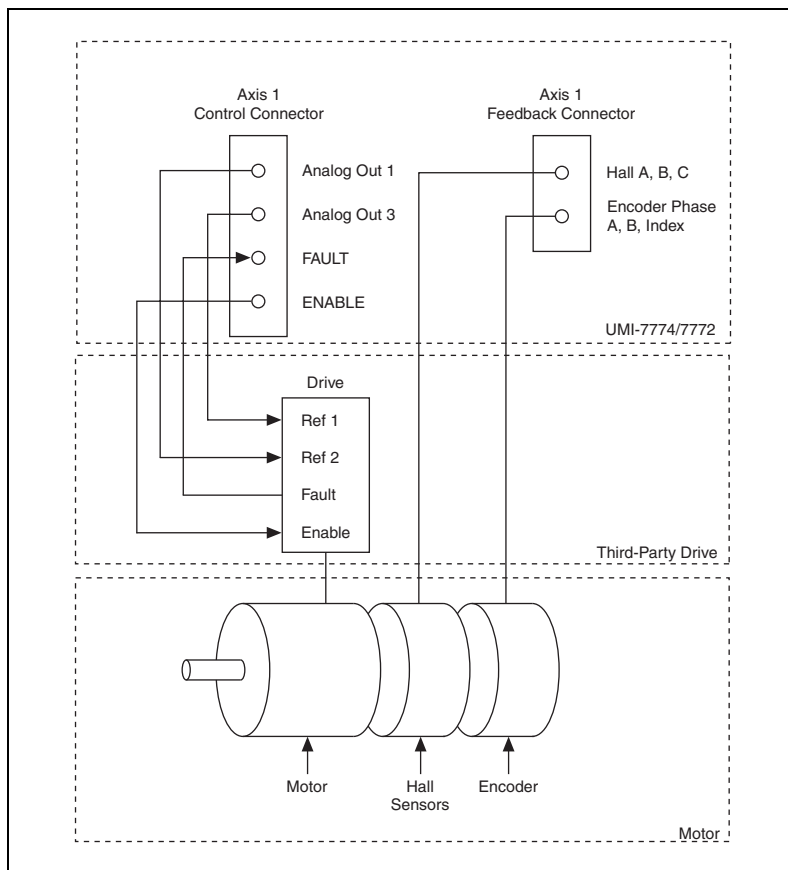 Axis 1
Control Connector
Axis 1
Feedback Connector
Analog Out 1
Analog Out 3
FAULT
ENABLE
Hall A, B, C
Encoder Phase
A, B, Index
UMI-7774/7772
Drive
Ref 1
Ref 2
Fault
Enable
Third-Party Drive
Motor
Hall
Sensors
Encoder
Motor